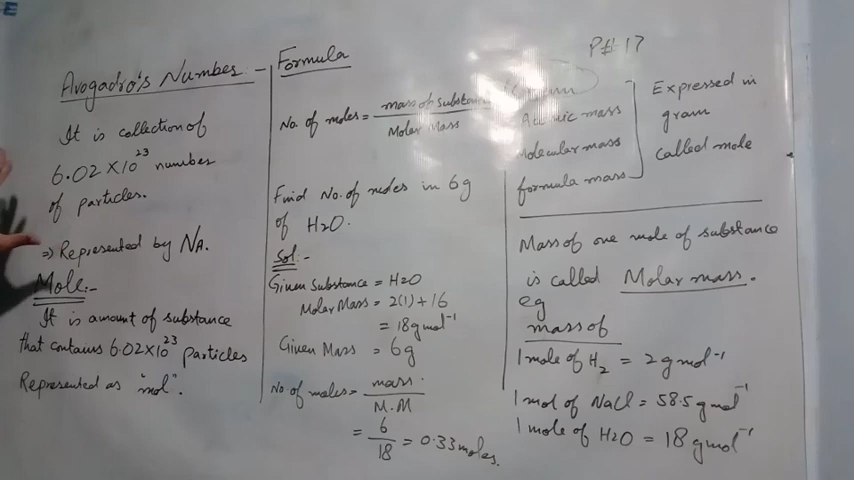 E
Avogadro's Number:-
It is collection of
6.02 × 10²³ number
of particles.
⇒ Represented by NA.
Mole:-
It is amount of substance
that contains 6.02×10²³ particles
Represented as "mol".
Formula
No. of moles = mass of substance / Molar Mass
Find No. of moles in 6g
of H2O.
Sol:-
Given Substance = H2O
Molar Mass = 2(1) + 16
= 18 g mol⁻¹
Given Mass = 6g
No of moles = mass / M.M
= 6/18 = 0.33 moles.
P# 17
mass
Molecular mass
formula mass
Expressed in
gram
called mole
Mass of one mole of substance
is called Molar mass.
eg
mass of
1 mole of H₂ = 2 g mol⁻¹
1 mol of NaCl = 58.5 g mol⁻¹
1 mole of H2O = 18 g mol⁻¹